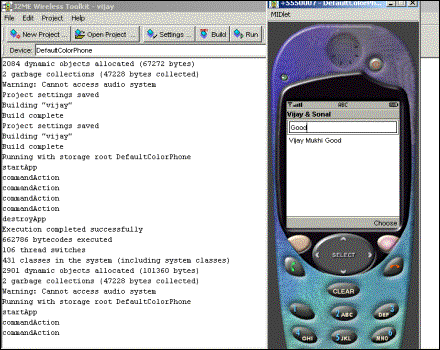 J2ME Wireless Toolkit - vijay
File Edit Project Help
New Project ... Open Project ... Settings ... Build Run
Device: DefaultColorPhone
2084 dynamic objects allocated (67272 bytes)
2 garbage collections (47228 bytes collected)
Warning: Cannot access audio system
Project settings saved
Building "vijay"
Build complete
Project settings saved
Building "vijay"
Build complete
Running with storage root DefaultColorPhone
startApp
commandAction
commandAction
commandAction
destroyApp
Execution completed successfully
662786 bytecodes executed
106 thread switches
431 classes in the system (including system classes)
2901 dynamic objects allocated (101360 bytes)
2 garbage collections (47228 bytes collected)
Warning: Cannot access audio system
Running with storage root DefaultColorPhone
startApp
commandAction
commandAction
+5550007 - DefaultColorPho...
MIDlet
ABC
Vijay & Sonal
Good
Vijay Mukhi Good
Choose
SELECT
CLEAR
1 2 ABC DEF
GHI 5 JKL MNO